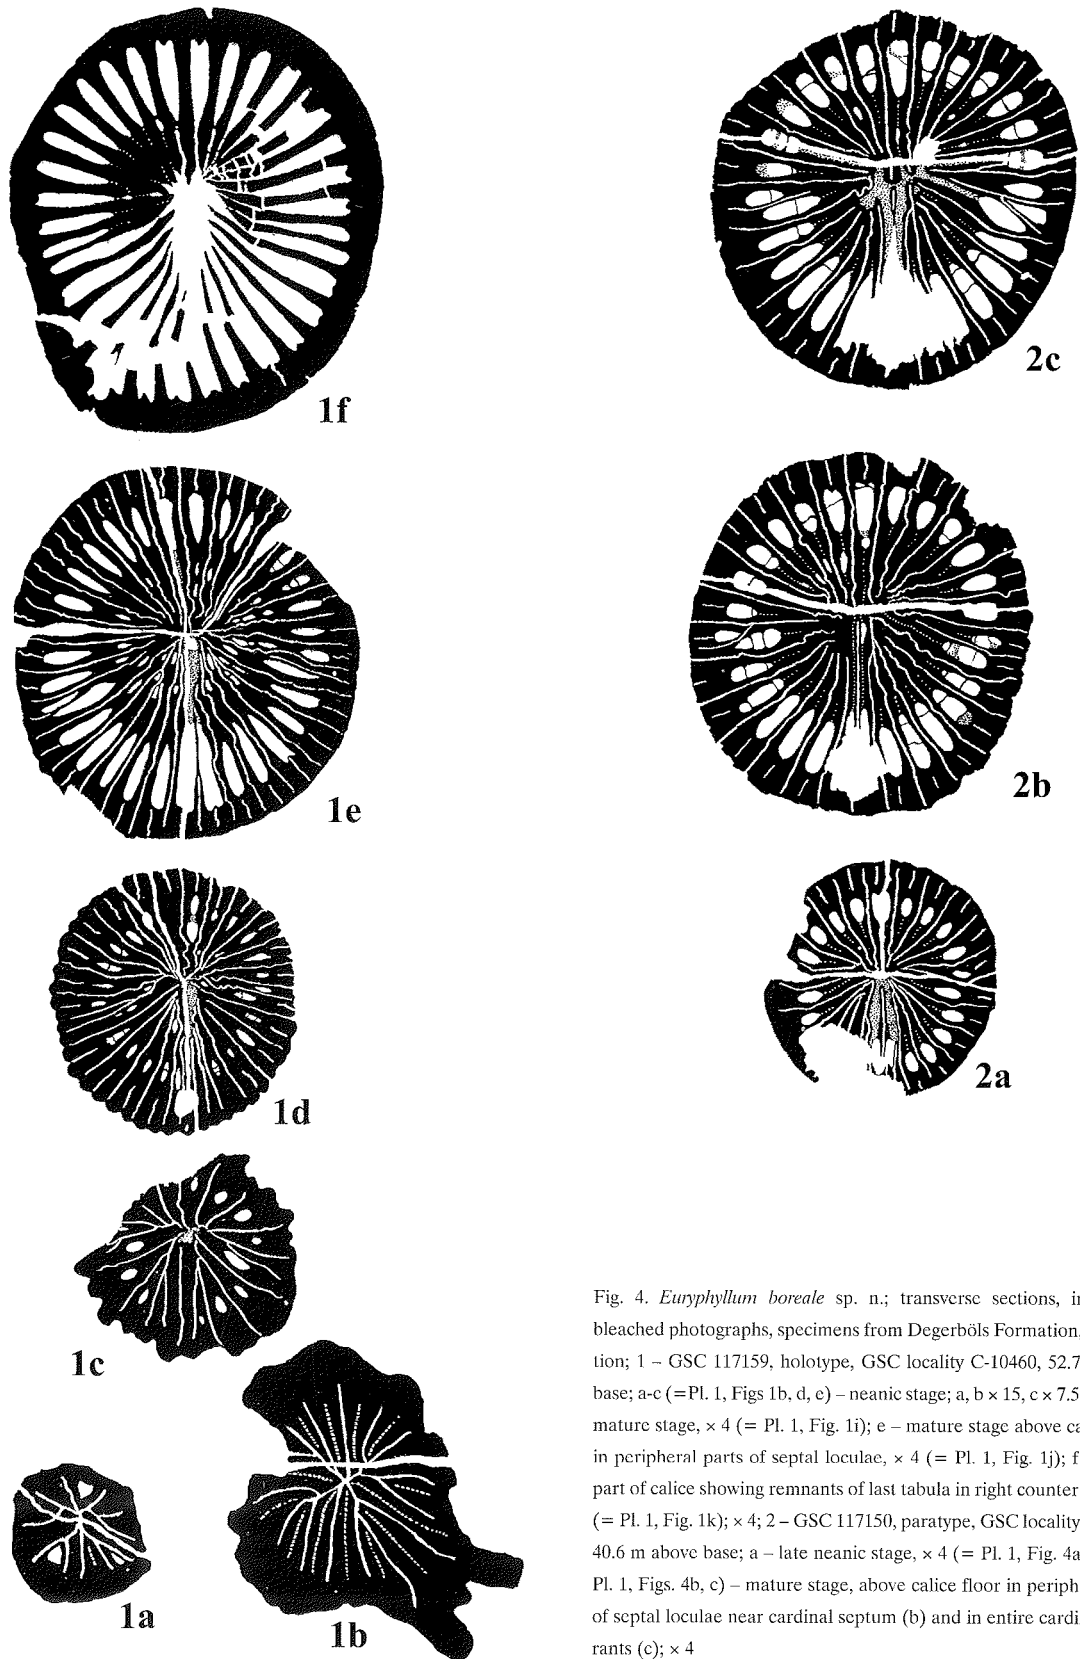 1f
2c
1e
2b
1d
2a
1c
1a
1b
Fig. 4. Euryphyllum boreale sp. n.; transverse sections,
bleached photographs, specimens from Degerböls Formation,
tion; 1 – GSC 117159, holotype, GSC locality C-10460, 52.7
base; a-c (=Pl. 1, Figs 1b, d, e) – neanic stage; a, b × 15, c × 7.5
mature stage, × 4 (= Pl. 1, Fig. 1i); e – mature stage above
in peripheral parts of septal loculae, × 4 (= Pl. 1, Fig. 1j); f
part of calice showing remnants of last tabula in right counter
(= Pl. 1, Fig. 1k); × 4; 2 – GSC 117150, paratype, GSC locality
40.6 m above base; a – late neanic stage, × 4 (= Pl. 1, Fig. 4a
Pl. 1, Figs. 4b, c) – mature stage, above calice floor in periph
of septal loculae near cardinal septum (b) and in entire cardi
rants (c); × 4